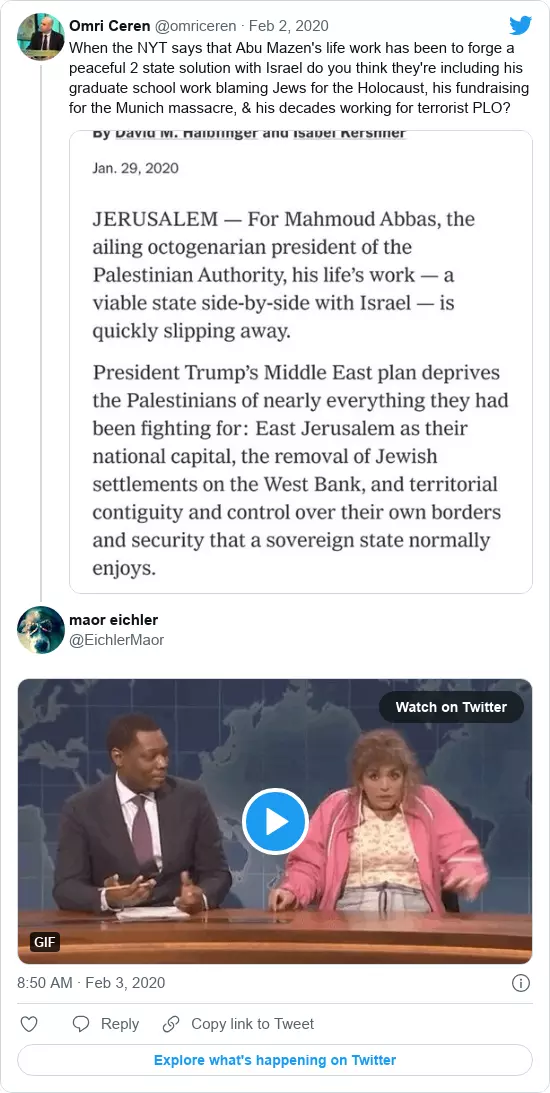 Omri Ceren @omriceren · Feb 2, 2020
When the NYT says that Abu Mazen's life work has been to forge a
peaceful 2 state solution with Israel do you think they're including his
graduate school work blaming Jews for the Holocaust, his fundraising
for the Munich massacre, & his decades working for terrorist PLO?
By David M. Halbfinger and Isabel Kershner
Jan. 29, 2020
JERUSALEM — For Mahmoud Abbas, the
ailing octogenarian president of the
Palestinian Authority, his life’s work — a
viable state side-by-side with Israel — is
quickly slipping away.
President Trump’s Middle East plan deprives
the Palestinians of nearly everything they had
been fighting for: East Jerusalem as their
national capital, the removal of Jewish
settlements on the West Bank, and territorial
contiguity and control over their own borders
and security that a sovereign state normally
enjoys.
maor eichler
@EichlerMaor
Watch on Twitter
GIF
8:50 AM · Feb 3, 2020
Reply
Copy link to Tweet
Explore what's happening on Twitter